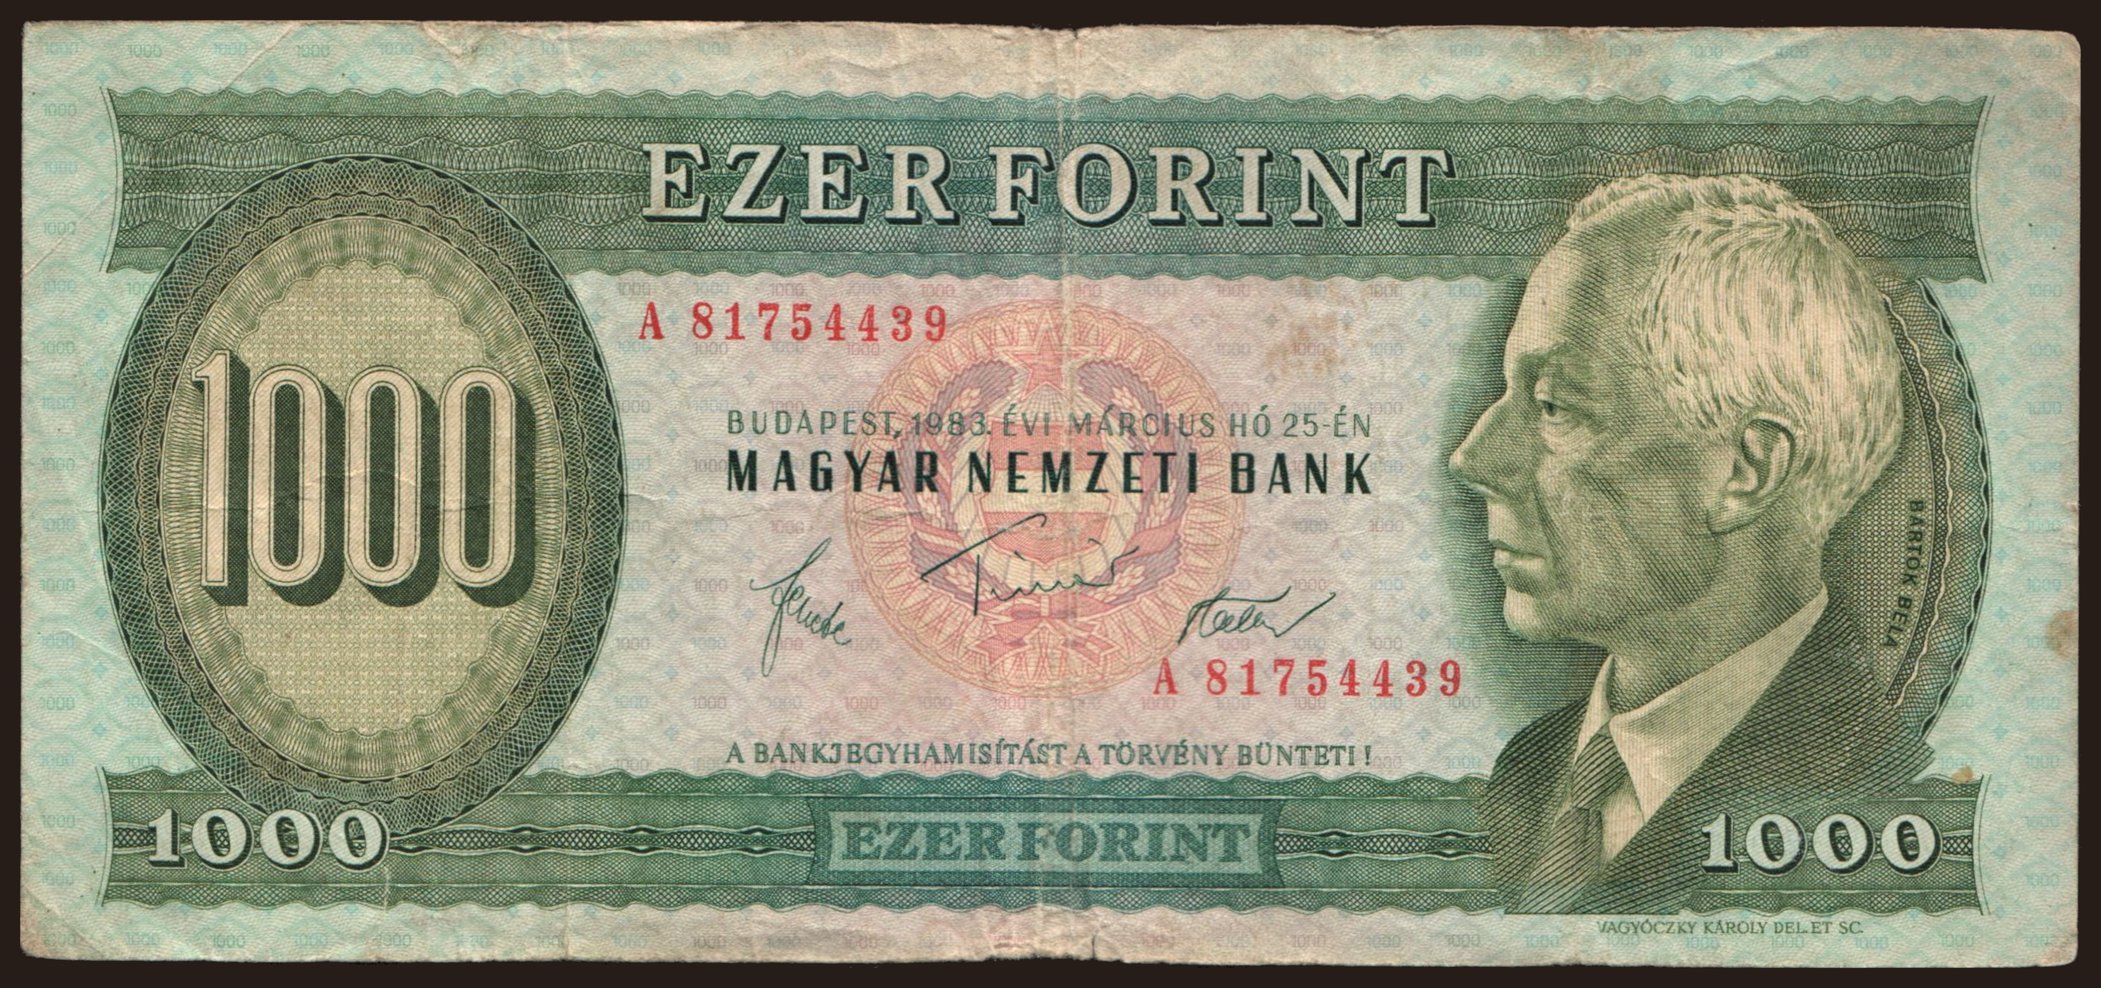 EZER FORINT
A 81754439
1000
BUDAPEST, 1983. ÉVI MÁRCIUS HÓ 25-ÉN
MAGYAR NEMZETI BANK
BARTÓK BÉLA
A 81754439
A BANKJEGYHAMISÍTÁST A TÖRVÉNY BÜNTETI!
1000
EZER FORINT
1000
VAGYÓCZKY KÁROLY DEL. ET SC.